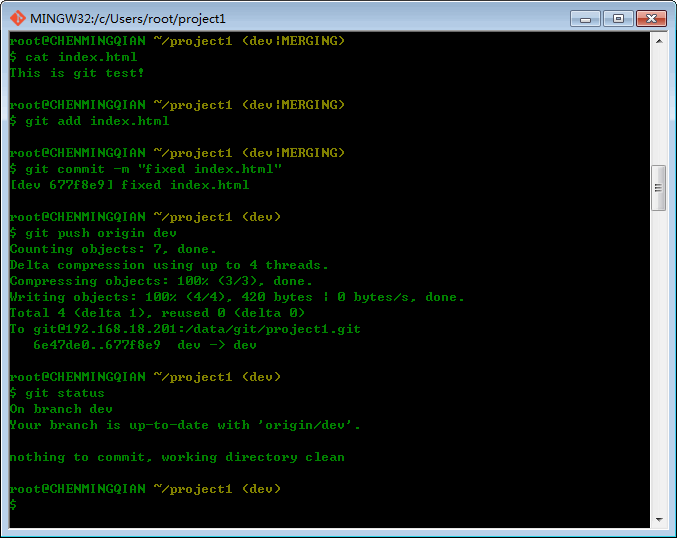 MINGW32:/c/Users/root/project1
root@CHENMINGQIAN ~/project1 (dev|MERGING)
$ cat index.html
This is git test!
root@CHENMINGQIAN ~/project1 (dev|MERGING)
$ git add index.html
root@CHENMINGQIAN ~/project1 (dev|MERGING)
$ git commit -m "fixed index.html"
[dev 677f8e9] fixed index.html
root@CHENMINGQIAN ~/project1 (dev)
$ git push origin dev
Counting objects: 7, done.
Delta compression using up to 4 threads.
Compressing objects: 100% (3/3), done.
Writing objects: 100% (4/4), 420 bytes | 0 bytes/s, done.
Total 4 (delta 1), reused 0 (delta 0)
To git@192.168.18.201:/data/git/project1.git
   6e47de0..677f8e9  dev -> dev
root@CHENMINGQIAN ~/project1 (dev)
$ git status
On branch dev
Your branch is up-to-date with 'origin/dev'.
nothing to commit, working directory clean
root@CHENMINGQIAN ~/project1 (dev)
$